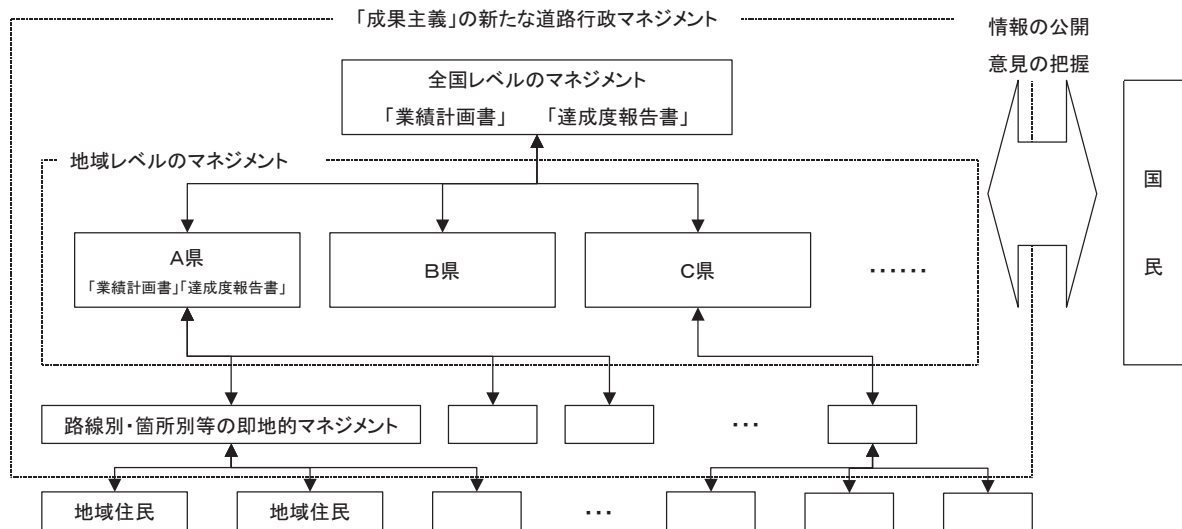 「成果主義」の新たな道路行政マネジメント
情報の公開
意見の把握
全国レベルのマネジメント
「業績計画書」 「達成度報告書」
地域レベルのマネジメント
国
民
A県
「業績計画書」「達成度報告書」
B県
C県
‥‥‥
路線別・箇所別等の即地的マネジメント
…
地域住民
地域住民
…